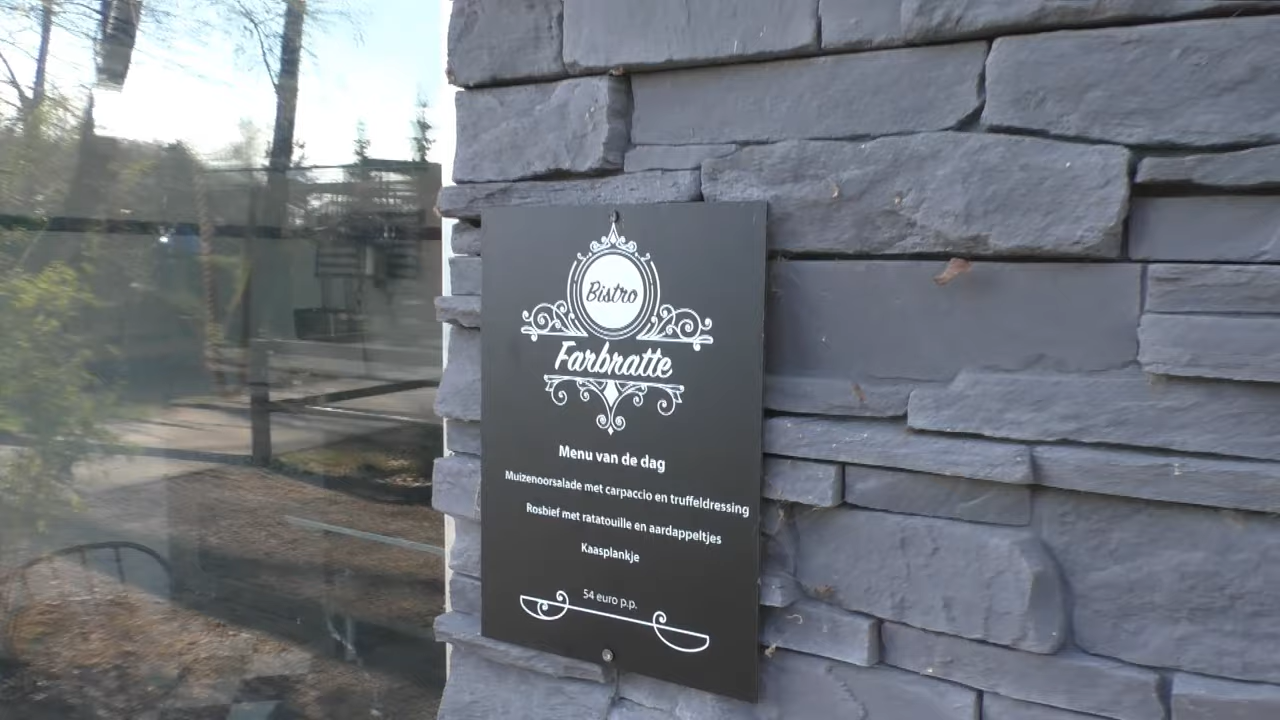 Bistro
Farbratte
Menu van de dag
Muizenoorsalade met carpaccio en truffeldressing
Rosbief met ratatouille en aardappeltjes
Kaasplankje
54 euro p.p.